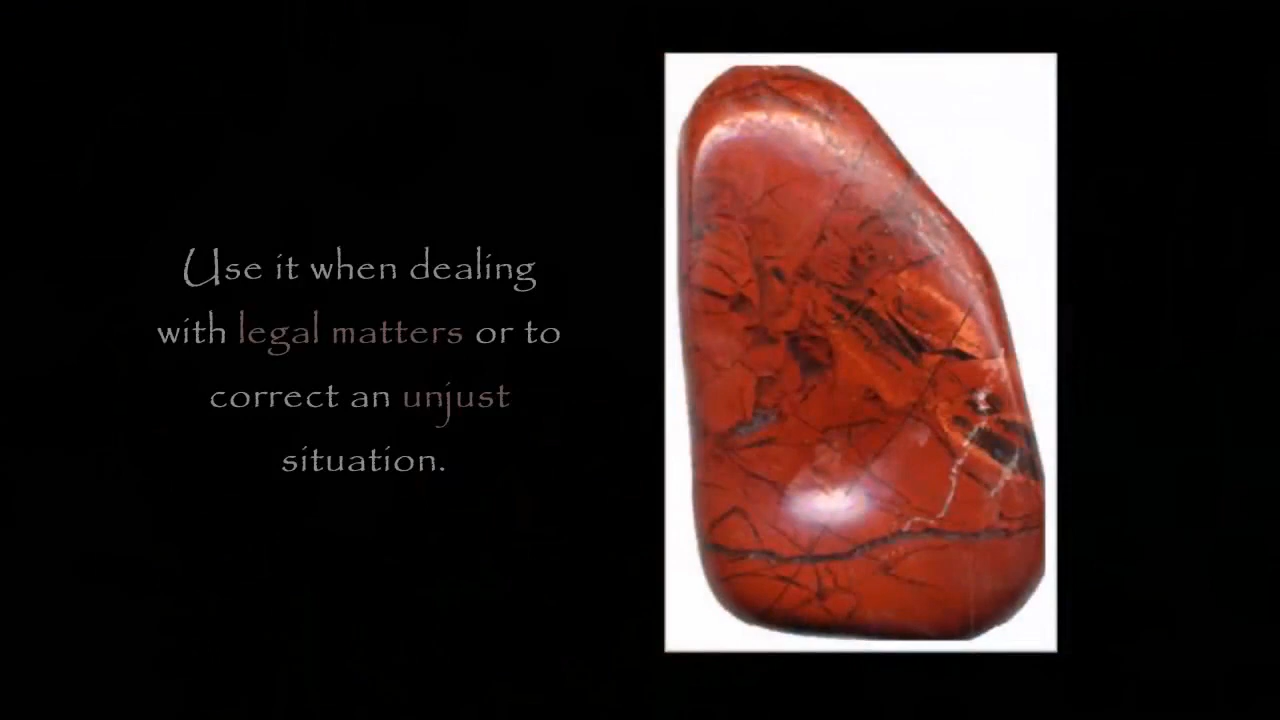 Use it when dealing
with legal matters or to
correct an unjust
situation.